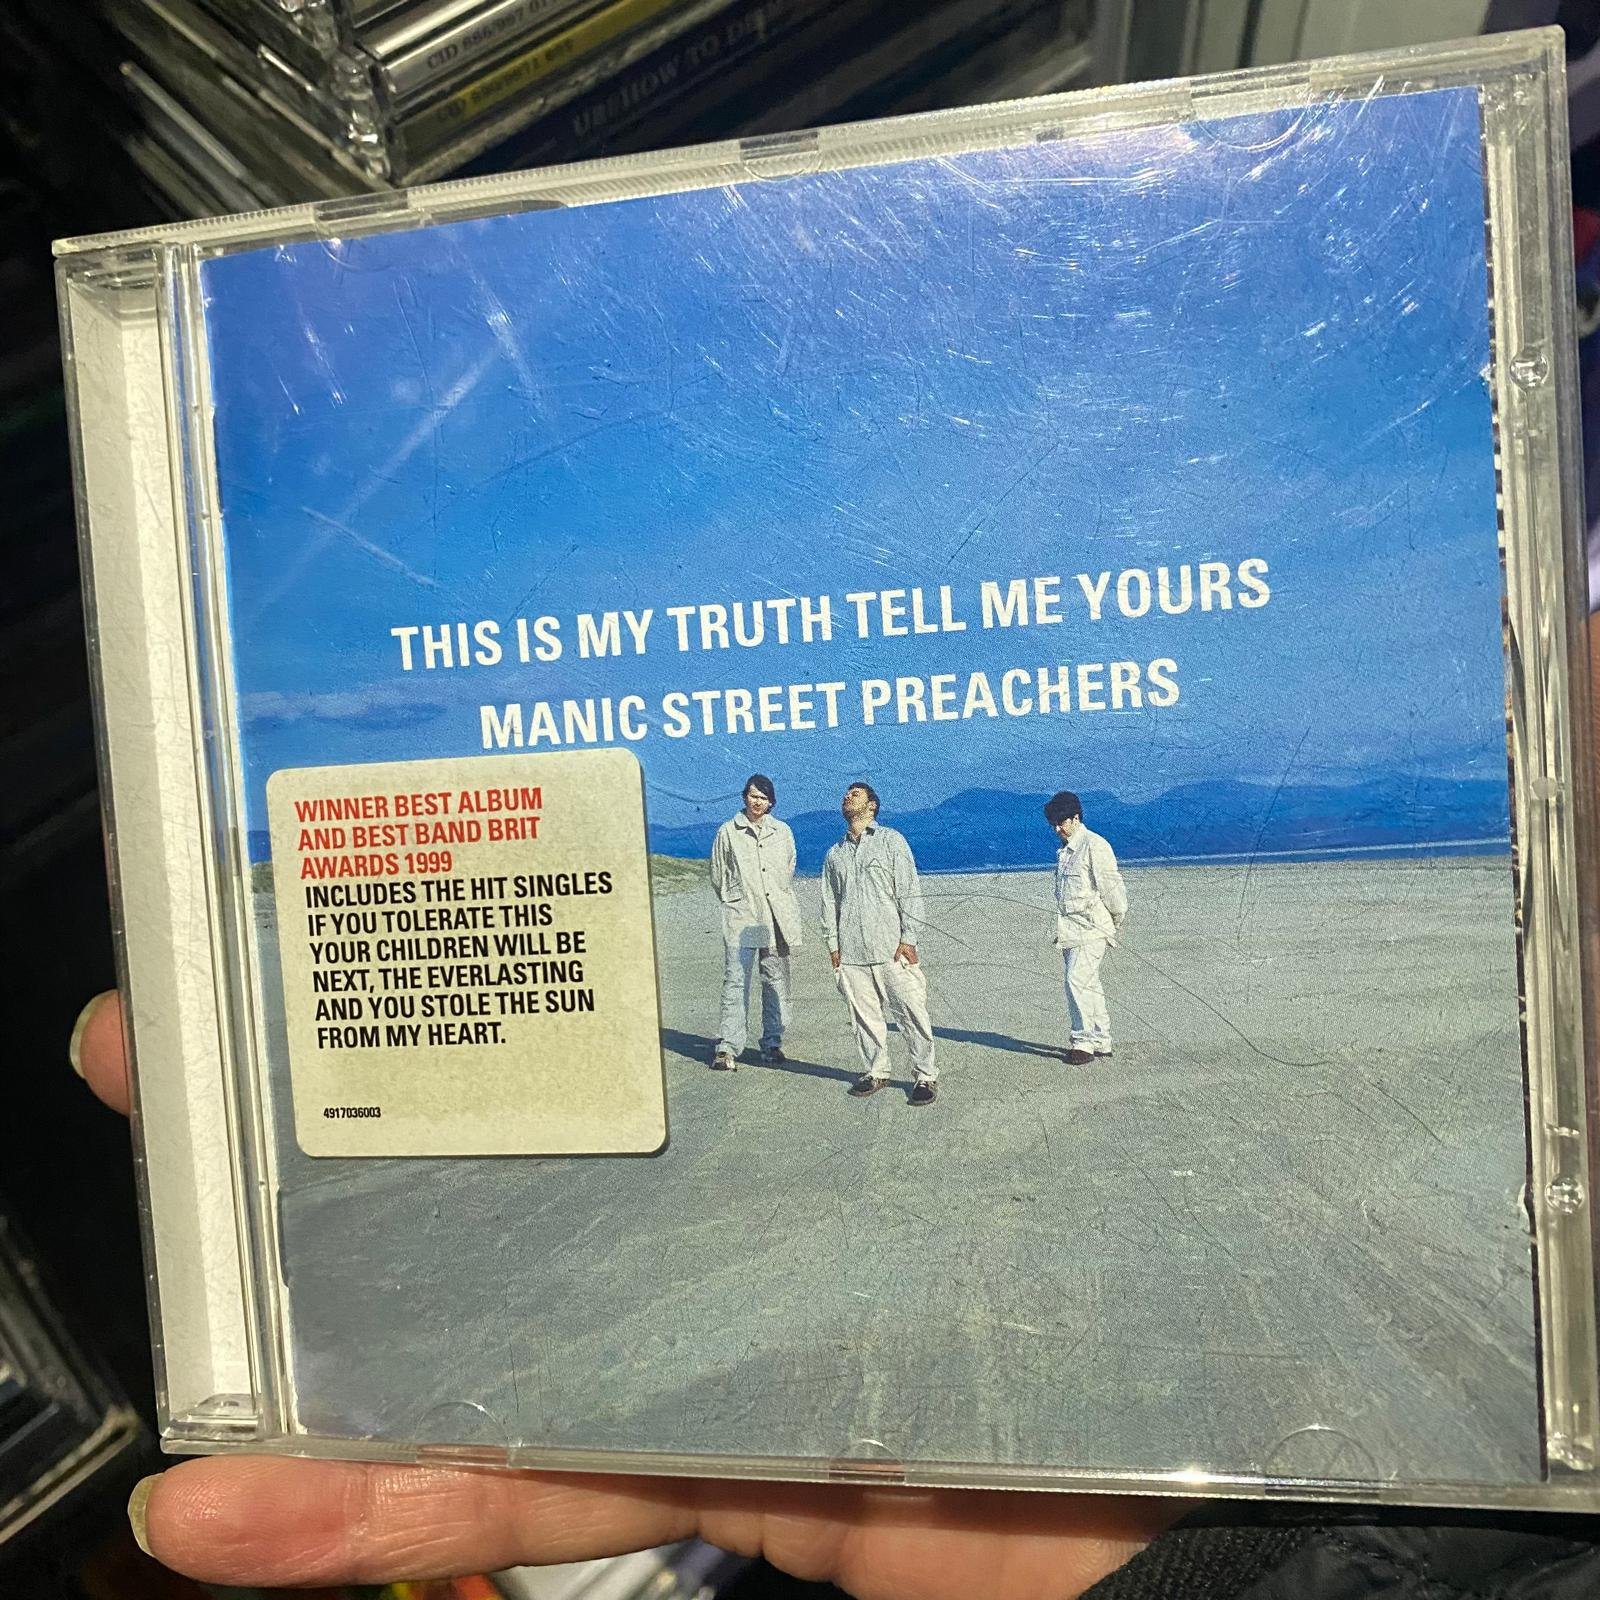 THIS IS MY TRUTH TELL ME YOURS
MANIC STREET PREACHERS
WINNER BEST ALBUM
AND BEST BAND BRIT
AWARDS 1999
INCLUDES THE HIT SINGLES
IF YOU TOLERATE THIS
YOUR CHILDREN WILL BE
NEXT, THE EVERLASTING
AND YOU STOLE THE SUN
FROM MY HEART.
4917036003